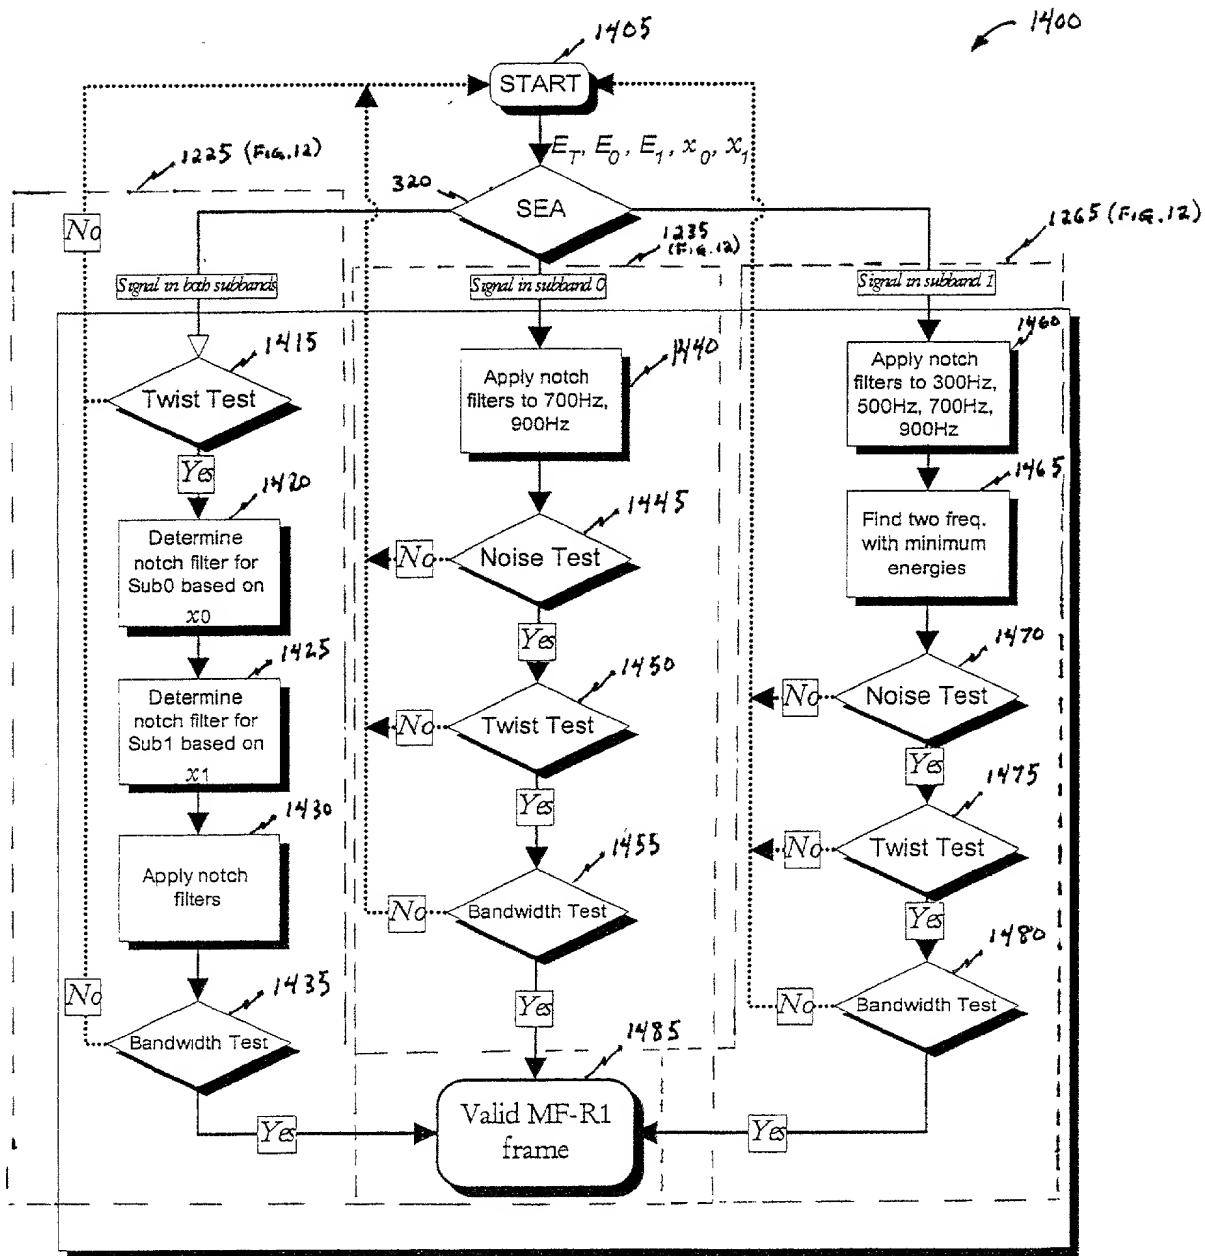 1400
1405
START
E_T, E_0, E_1, x_0, x_1
1225 (FIG.12)
320
SEA
1235
(FIG.12)
1265 (FIG.12)
No
Signal in both subbands
Signal in subband 0
Signal in subband 1
1415
Twist Test
Yes
1420
Determine
notch filter for
Sub0 based on
x0
1425
Determine
notch filter for
Sub1 based on
x1
1430
Apply notch
filters
No
1435
Bandwidth Test
Yes
1440
Apply notch
filters to 700Hz,
900Hz
1445
Noise Test
No
Yes
1450
Twist Test
No
Yes
1455
Bandwidth Test
No
Yes
1460
Apply notch
filters to 300Hz,
500Hz, 700Hz,
900Hz
1465
Find two freq.
with minimum
energies
1470
Noise Test
No
Yes
1475
Twist Test
No
Yes
1480
Bandwidth Test
No
Yes
1485
Valid MF-R1
frame